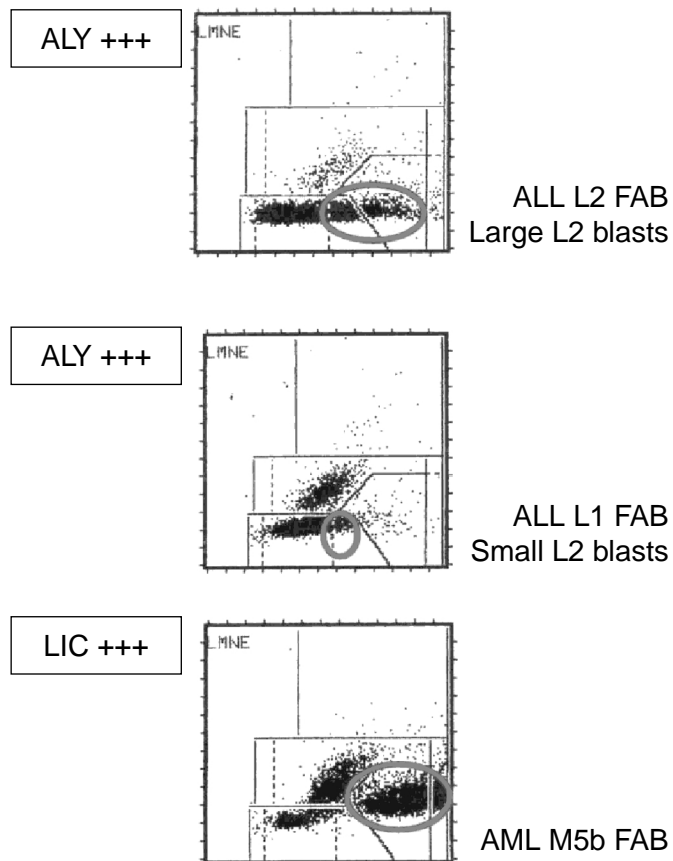 ALY +++
LMNE
ALL L2 FAB
Large L2 blasts
ALY +++
LMNE
ALL L1 FAB
Small L2 blasts
LIC +++
LMNE
AML M5b FAB